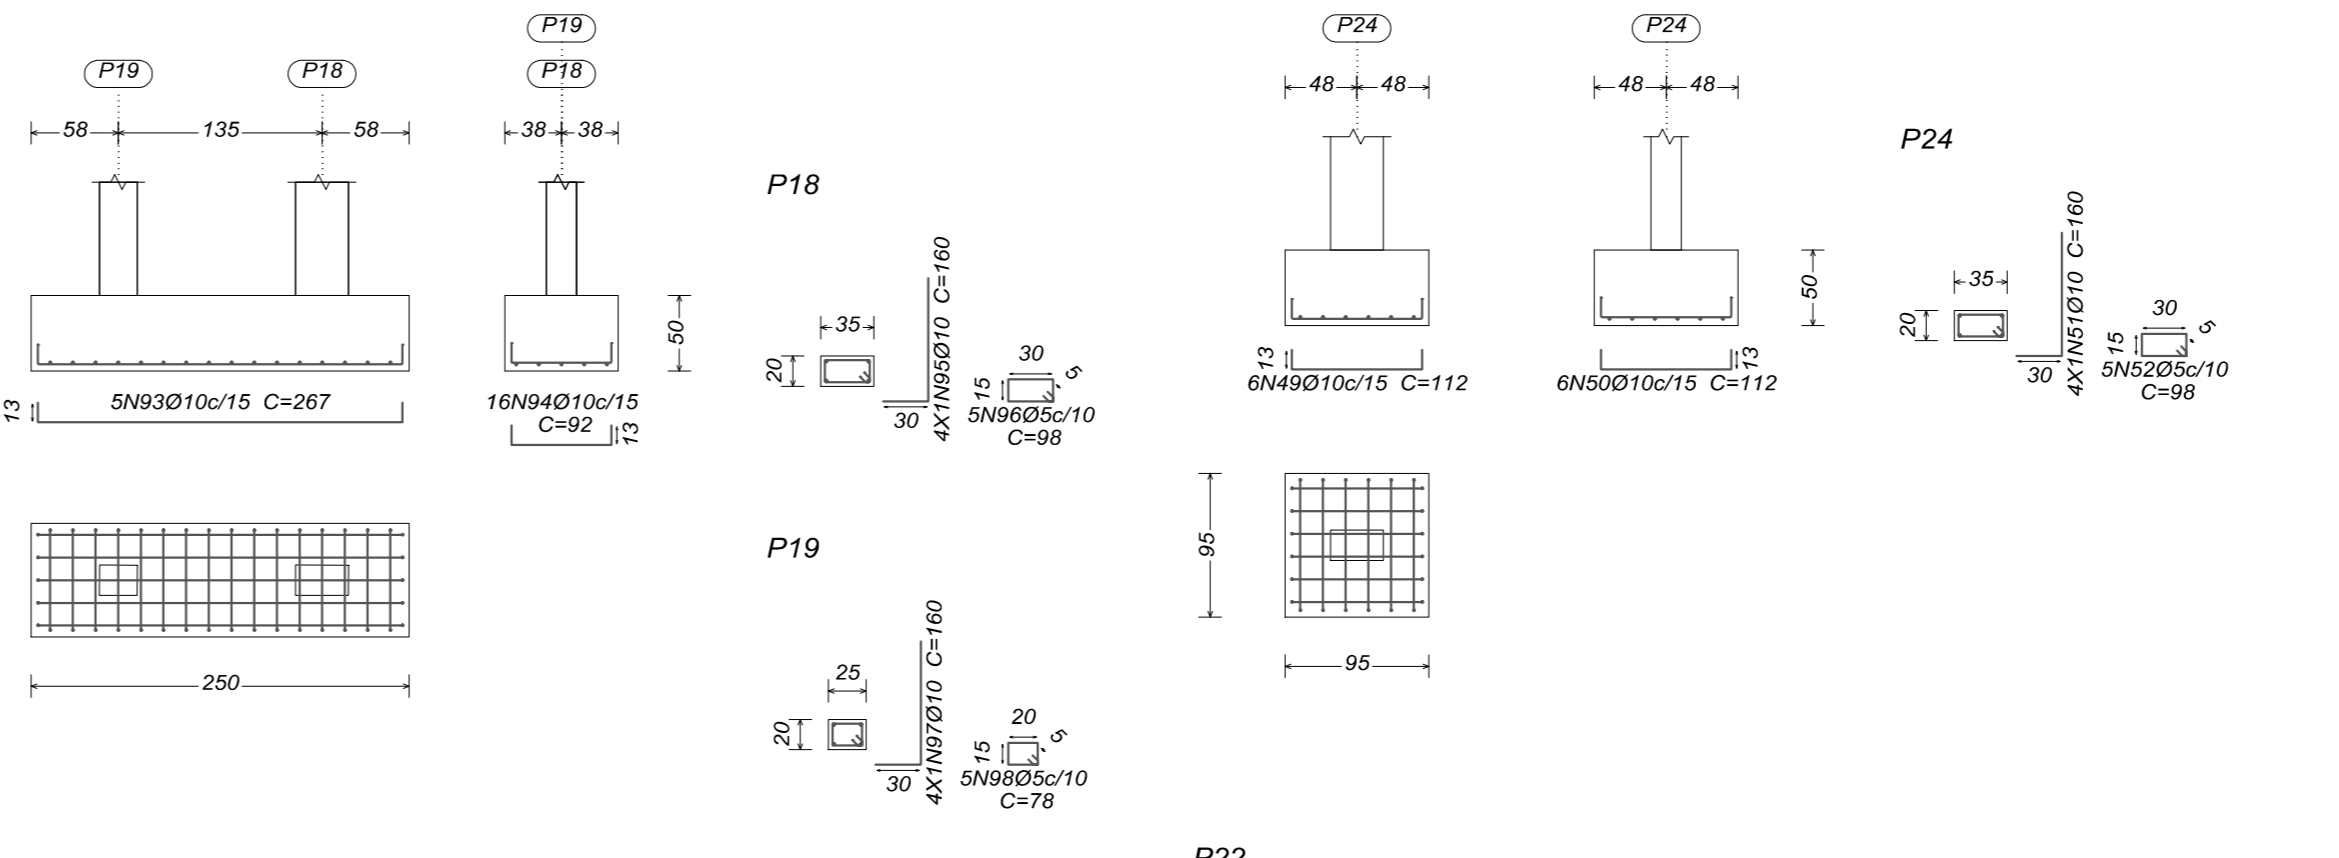 P19
P18
58
135
58
5N93Ø10c/15 C=267
13
250
P19
P18
38
38
50
16N94Ø10c/15
C=92
13
P18
35
20
30
4X1N95Ø10 C=160
30
15
5
5N96Ø5c/10
C=98
P19
25
20
30
4X1N97Ø10 C=160
20
15
5
5N98Ø5c/10
C=78
P24
48
48
13
6N49Ø10c/15 C=112
95
95
P24
48
48
50
13
6N50Ø10c/15 C=112
P24
35
20
30
4X1N51Ø10 C=160
30
15
5
5N52Ø5c/10
C=98
P22